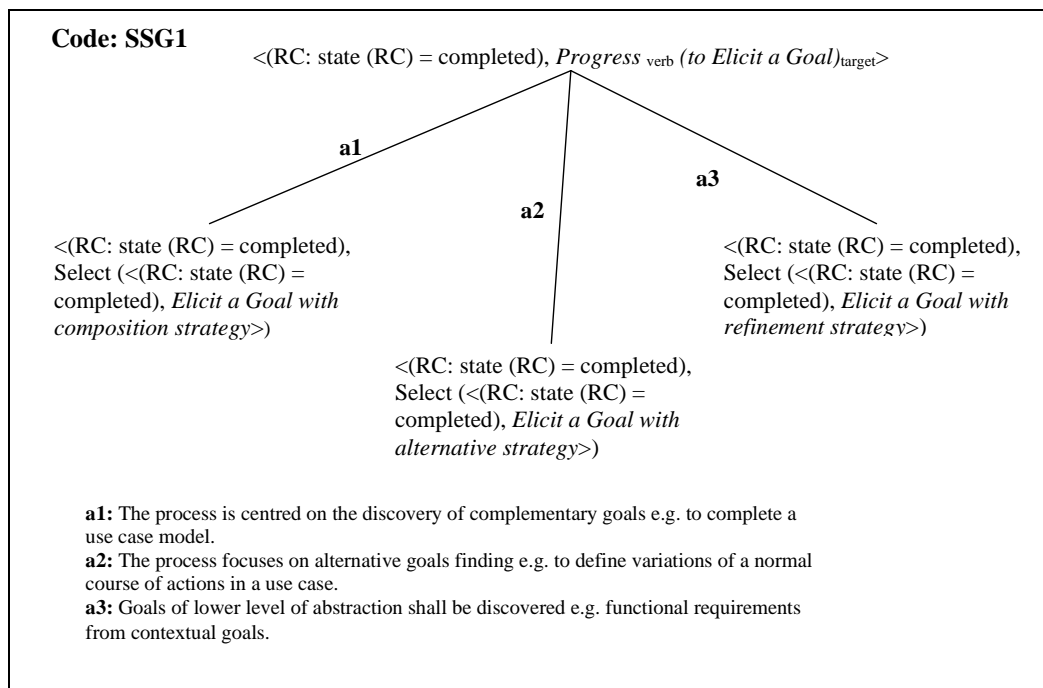 Code: SSG1
<(RC: state (RC) = completed), Progress verb (to Elicit a Goal)target>
a1
a2
a3
<(RC: state (RC) = completed),
Select (<(RC: state (RC) =
completed), Elicit a Goal with
composition strategy>)
<(RC: state (RC) = completed),
Select (<(RC: state (RC) =
completed), Elicit a Goal with
refinement strategy>)
<(RC: state (RC) = completed),
Select (<(RC: state (RC) =
completed), Elicit a Goal with
alternative strategy>)
a1: The process is centred on the discovery of complementary goals e.g. to complete a
use case model.
a2: The process focuses on alternative goals finding e.g. to define variations of a normal
course of actions in a use case.
a3: Goals of lower level of abstraction shall be discovered e.g. functional requirements
from contextual goals.